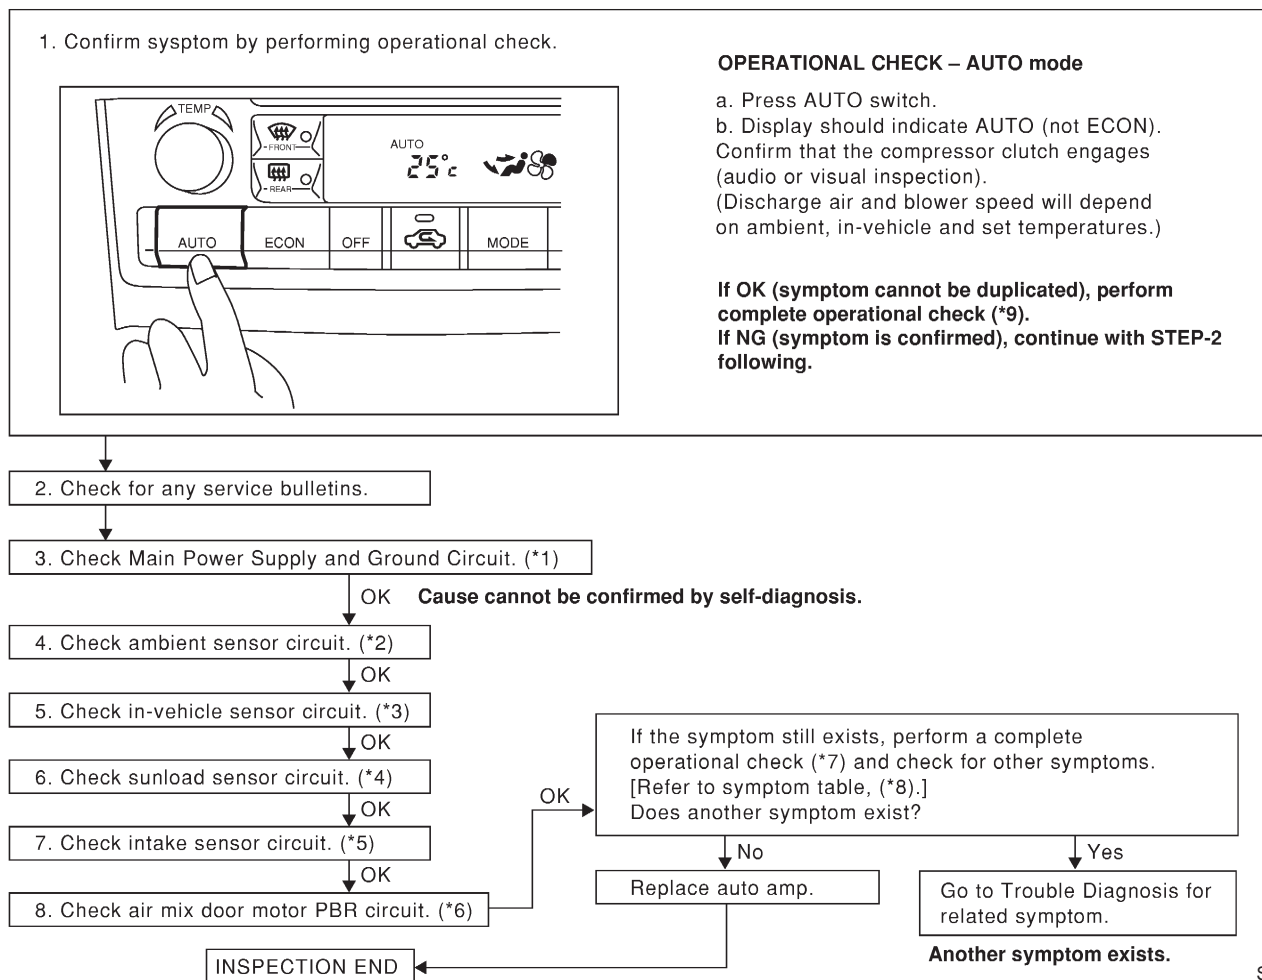 1. Confirm sysptom by performing operational check.
TEMP
FRONT
REAR
AUTO
25°c
AUTO
ECON
OFF
MODE
OPERATIONAL CHECK – AUTO mode
a. Press AUTO switch.
b. Display should indicate AUTO (not ECON).
Confirm that the compressor clutch engages
(audio or visual inspection).
(Discharge air and blower speed will depend
on ambient, in-vehicle and set temperatures.)
If OK (symptom cannot be duplicated), perform
complete operational check (*9).
If NG (symptom is confirmed), continue with STEP-2
following.
2. Check for any service bulletins.
3. Check Main Power Supply and Ground Circuit. (*1)
OK
Cause cannot be confirmed by self-diagnosis.
4. Check ambient sensor circuit. (*2)
OK
5. Check in-vehicle sensor circuit. (*3)
OK
6. Check sunload sensor circuit. (*4)
OK
7. Check intake sensor circuit. (*5)
OK
8. Check air mix door motor PBR circuit. (*6)
OK
If the symptom still exists, perform a complete
operational check (*7) and check for other symptoms.
[Refer to symptom table, (*8).]
Does another symptom exist?
No
Yes
Replace auto amp.
Go to Trouble Diagnosis for
related symptom.
Another symptom exists.
INSPECTION END